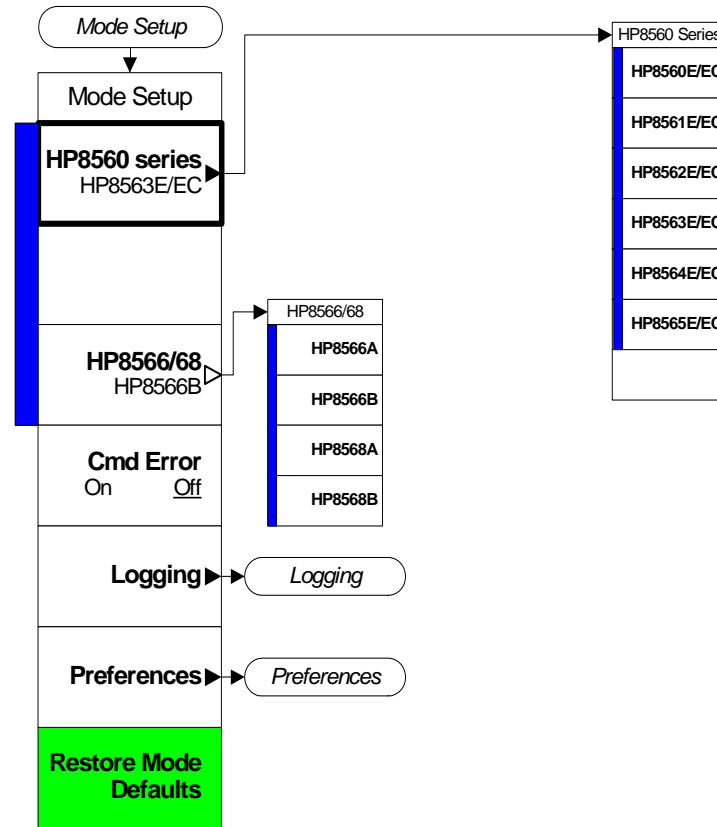 Mode Setup
Mode Setup
HP8560 series
HP8563E/EC
HP8566/68
HP8566B
Cmd Error
On Off
Logging
Logging
Preferences
Preferences
Restore Mode
Defaults
HP8566/68
HP8566A
HP8566B
HP8568A
HP8568B
HP8560 Series
HP8560E/EC
HP8561E/EC
HP8562E/EC
HP8563E/EC
HP8564E/EC
HP8565E/EC